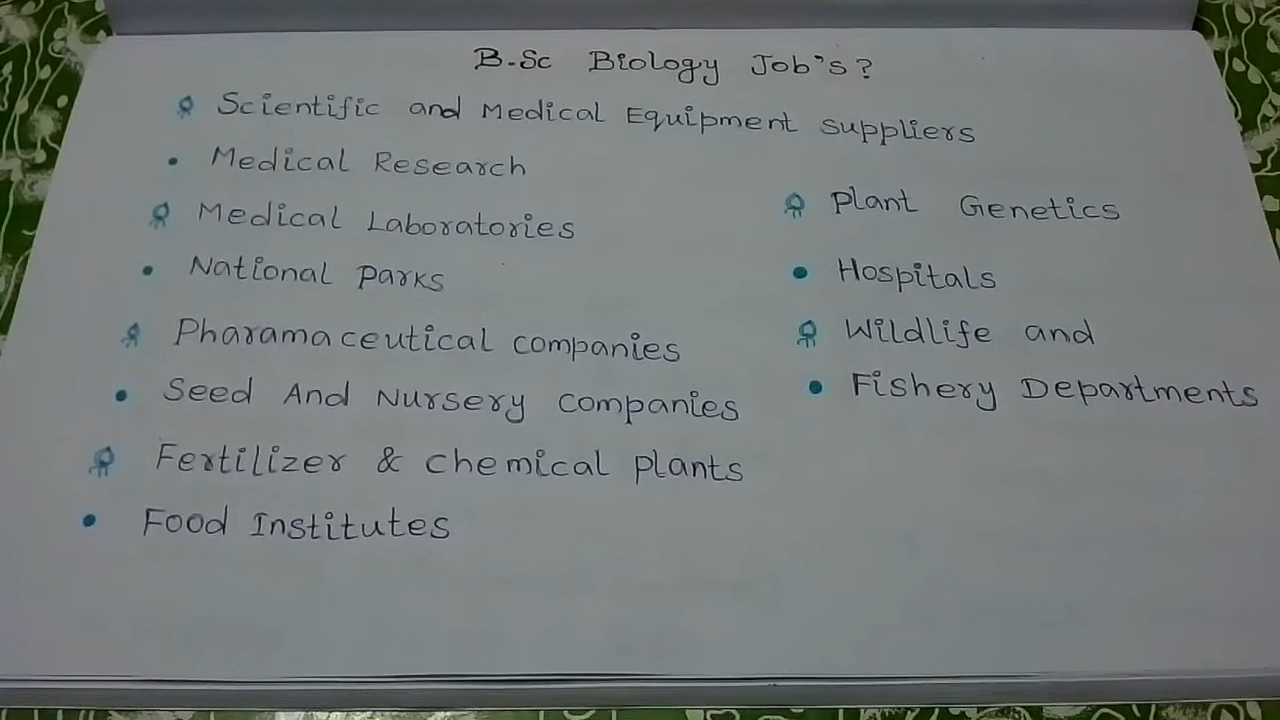 B.Sc Biology Job's?
Scientific and Medical Equipment suppliers
• Medical Research
Medical Laboratories
• National Parks
Pharamaceutical companies
• Seed And Nursery companies
Fertilizer & chemical plants
• Food Institutes
Plant Genetics
• Hospitals
Wildlife and
• Fishery Departments